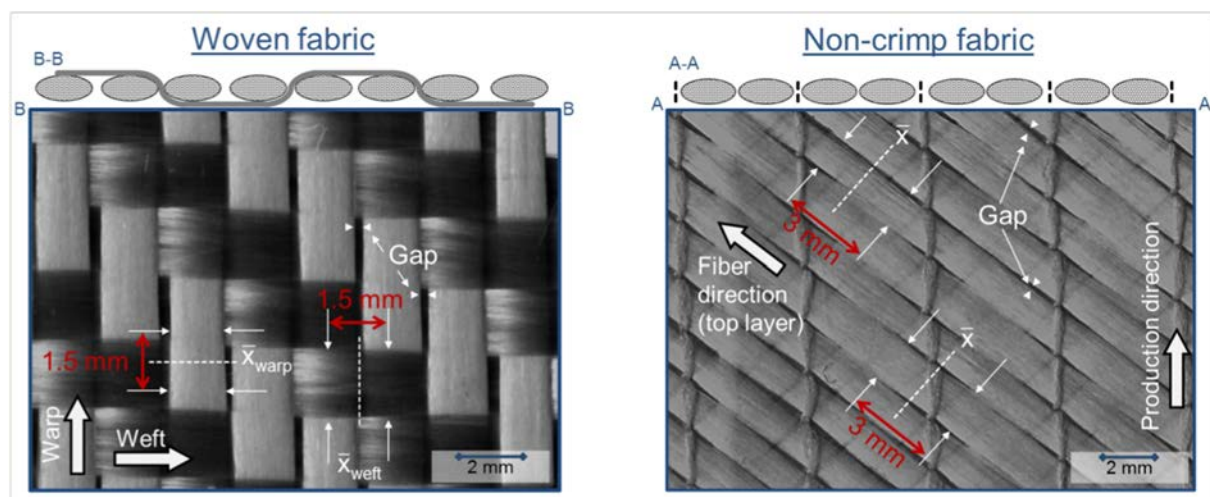 Woven fabric
B-B
B
B
Gap
1.5 mm
1.5 mm
x̄warp
Warp
Weft
x̄weft
2 mm
Non-crimp fabric
A-A
A
A
x̄
Gap
3 mm
Fiber
direction
(top layer)
x̄
3 mm
Production direction
2 mm